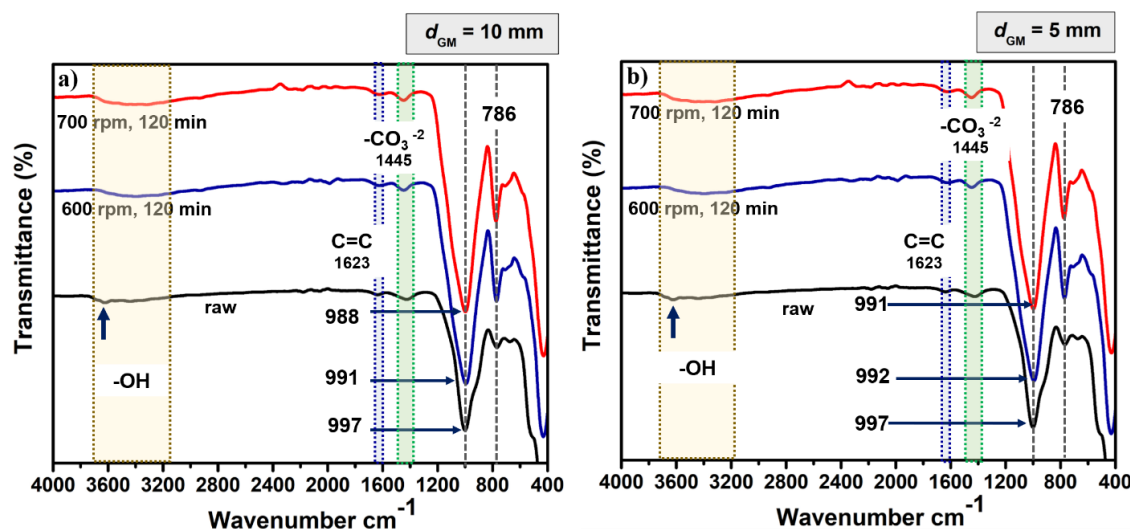 d_GM = 10 mm
a)
786
700 rpm, 120 min
-CO₃⁻²
1445
600 rpm, 120 min
C=C
1623
raw
988
991
-OH
997
Transmittance (%)
4000 3600 3200 2800 2400 2000 1600 1200 800 400
Wavenumber cm⁻¹
d_GM = 5 mm
b)
786
700 rpm, 120 min
-CO₃⁻²
1445
600 rpm, 120 min
C=C
1623
raw
991
-OH
992
997
Transmittance (%)
4000 3600 3200 2800 2400 2000 1600 1200 800 400
Wavenumber cm⁻¹